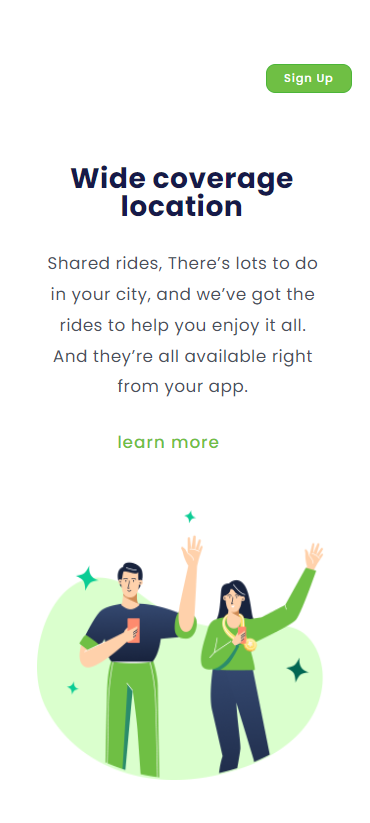 Sign Up
Wide coverage
location
Shared rides, There’s lots to do
in your city, and we’ve got the
rides to help you enjoy it all.
And they’re all available right
from your app.
learn more